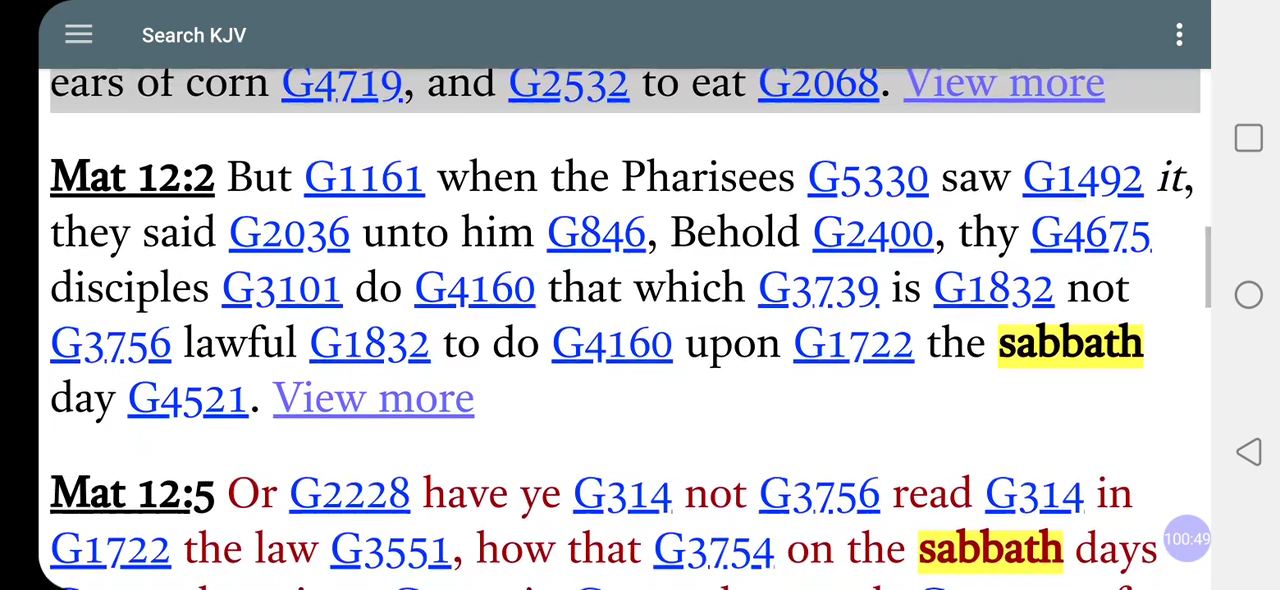 Search KJV
ears of corn G4719, and G2532 to eat G2068. View more
Mat 12:2 But G1161 when the Pharisees G5330 saw G1492 it,
they said G2036 unto him G846, Behold G2400, thy G4675
disciples G3101 do G4160 that which G3739 is G1832 not
G3756 lawful G1832 to do G4160 upon G1722 the sabbath
day G4521. View more
Mat 12:5 Or G2228 have ye G314 not G3756 read G314 in
G1722 the law G3551, how that G3754 on the sabbath days
100:49